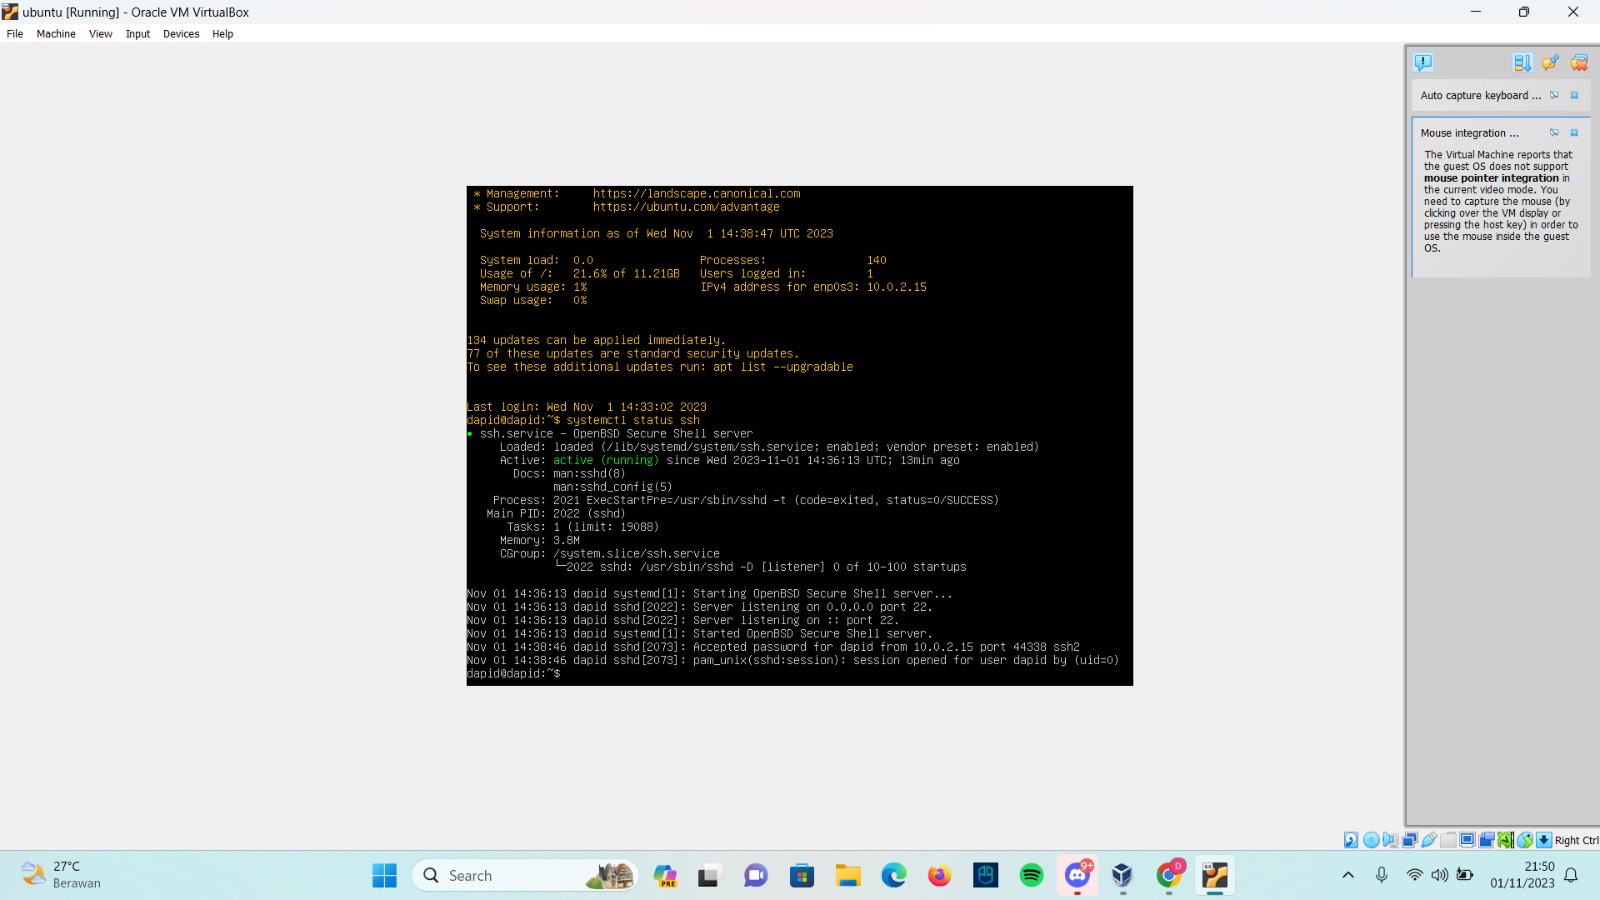 ubuntu [Running] - Oracle VM VirtualBox
File Machine View Input Devices Help
* Management: https://landscape.canonical.com
* Support: https://ubuntu.com/advantage
System information as of Wed Nov 1 14:38:47 UTC 2023
System load: 0.0 Processes: 140
Usage of /: 21.6% of 11.21GB Users logged in: 1
Memory usage: 1% IPv4 address for enp0s3: 10.0.2.15
Swap usage: 0%
134 updates can be applied immediately.
77 of these updates are standard security updates.
To see these additional updates run: apt list --upgradable
Last login: Wed Nov 1 14:33:02 2023
dapid@dapid:~$ systemctl status ssh
● ssh.service - OpenBSD Secure Shell server
Loaded: loaded (/lib/systemd/system/ssh.service; enabled; vendor preset: enabled)
Active: active (running) since Wed 2023-11-01 14:36:13 UTC; 13min ago
Docs: man:sshd(8)
man:sshd_config(5)
Process: 2021 ExecStartPre=/usr/sbin/sshd -t (code=exited, status=0/SUCCESS)
Main PID: 2022 (sshd)
Tasks: 1 (limit: 19088)
Memory: 3.8M
CGroup: /system.slice/ssh.service
└─2022 sshd: /usr/sbin/sshd -D [listener] 0 of 10-100 startups
Nov 01 14:36:13 dapid systemd[1]: Starting OpenBSD Secure Shell server...
Nov 01 14:36:13 dapid sshd[2022]: Server listening on 0.0.0.0 port 22.
Nov 01 14:36:13 dapid sshd[2022]: Server listening on :: port 22.
Nov 01 14:36:13 dapid systemd[1]: Started OpenBSD Secure Shell server.
Nov 01 14:38:46 dapid sshd[2073]: Accepted password for dapid from 10.0.2.15 port 44338 ssh2
Nov 01 14:38:46 dapid sshd[2073]: pam_unix(sshd:session): session opened for user dapid by (uid=0)
dapid@dapid:~$
Auto capture keyboard ...
Mouse integration ...
The Virtual Machine reports that
the guest OS does not support
mouse pointer integration in
the current video mode. You
need to capture the mouse (by
clicking over the VM display or
pressing the host key) in order to
use the mouse inside the guest
OS.
Right Ctrl
27°C
Berawan
Search
PRE
9+
D
64
21:50
01/11/2023